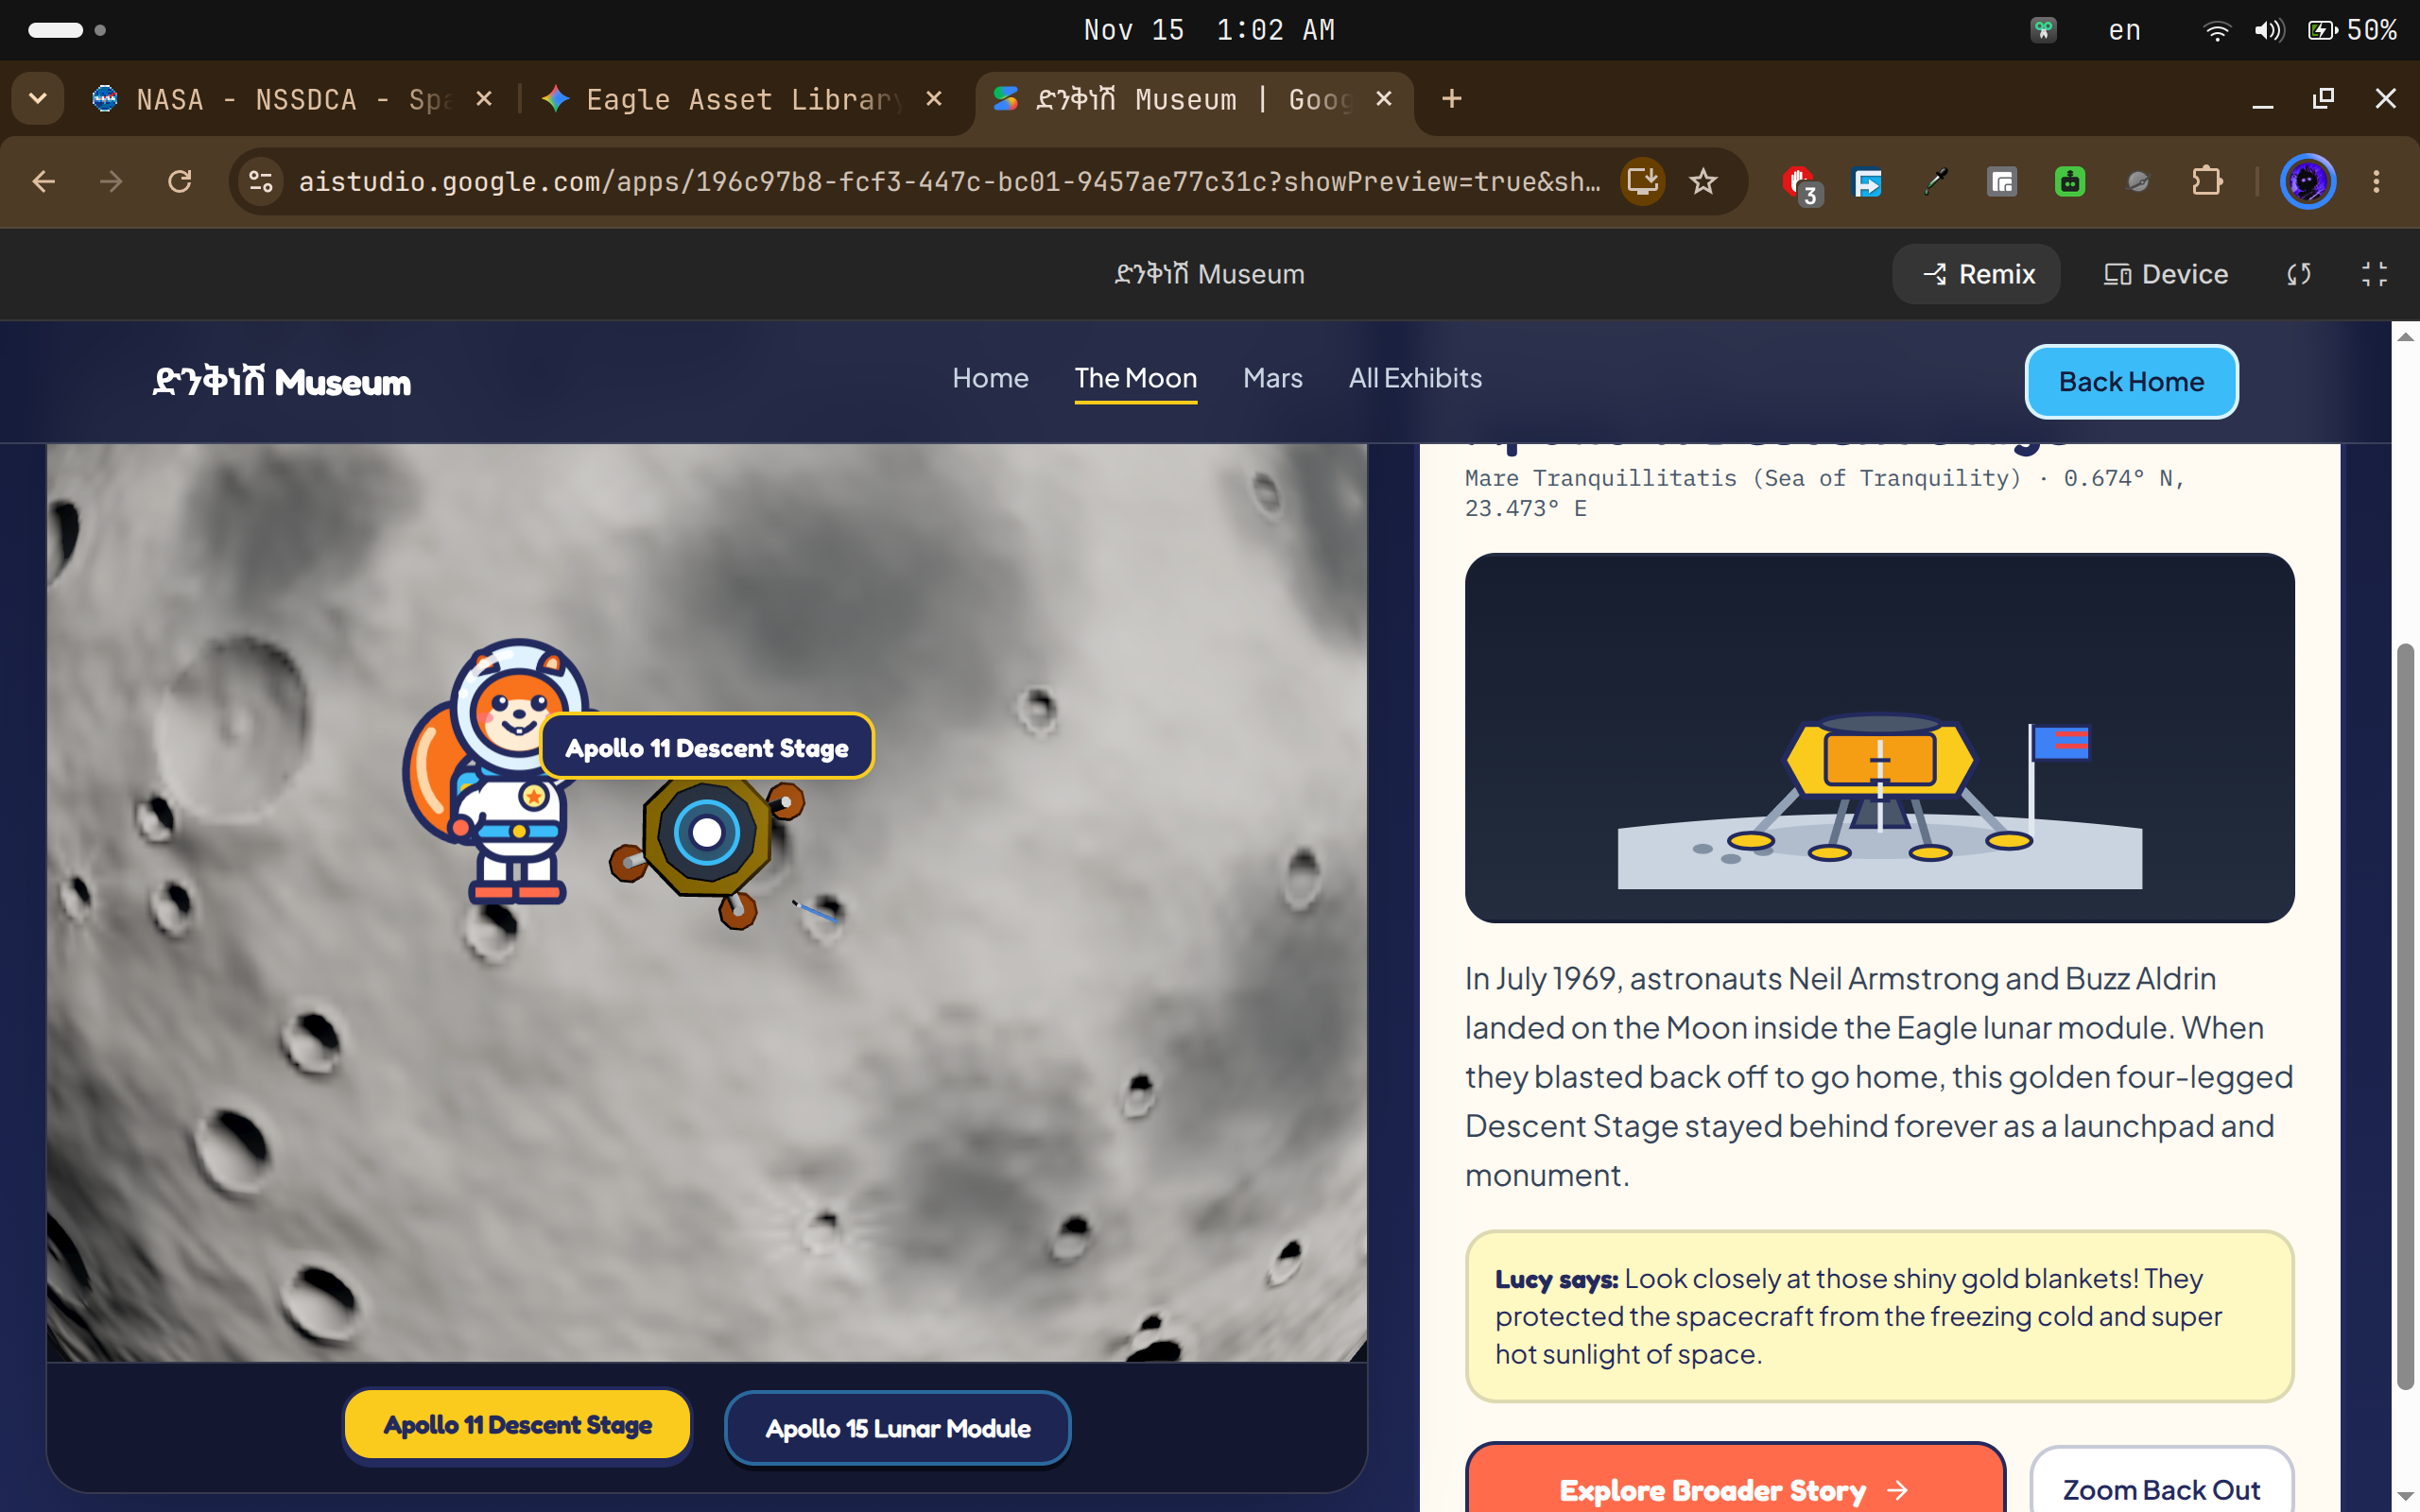 Nov 15 1:02 AM
en
50%
NASA - NSSDCA - Spa
Eagle Asset Library
ድንቅነሽ Museum | Goog
aistudio.google.com/apps/196c97b8-fcf3-447c-bc01-9457ae77c31c?showPreview=true&sh…
3
ድንቅነሽ Museum
Remix
Device
ድንቅነሽ Museum
Home
The Moon
Mars
All Exhibits
Back Home
Apollo 11 Descent Stage
Apollo 11 Descent Stage
Apollo 15 Lunar Module
Mare Tranquillitatis (Sea of Tranquility) · 0.674° N,
23.473° E
In July 1969, astronauts Neil Armstrong and Buzz Aldrin
landed on the Moon inside the Eagle lunar module. When
they blasted back off to go home, this golden four-legged
Descent Stage stayed behind forever as a launchpad and
monument.
Lucy says: Look closely at those shiny gold blankets! They
protected the spacecraft from the freezing cold and super
hot sunlight of space.
Explore Broader Story →
Zoom Back Out